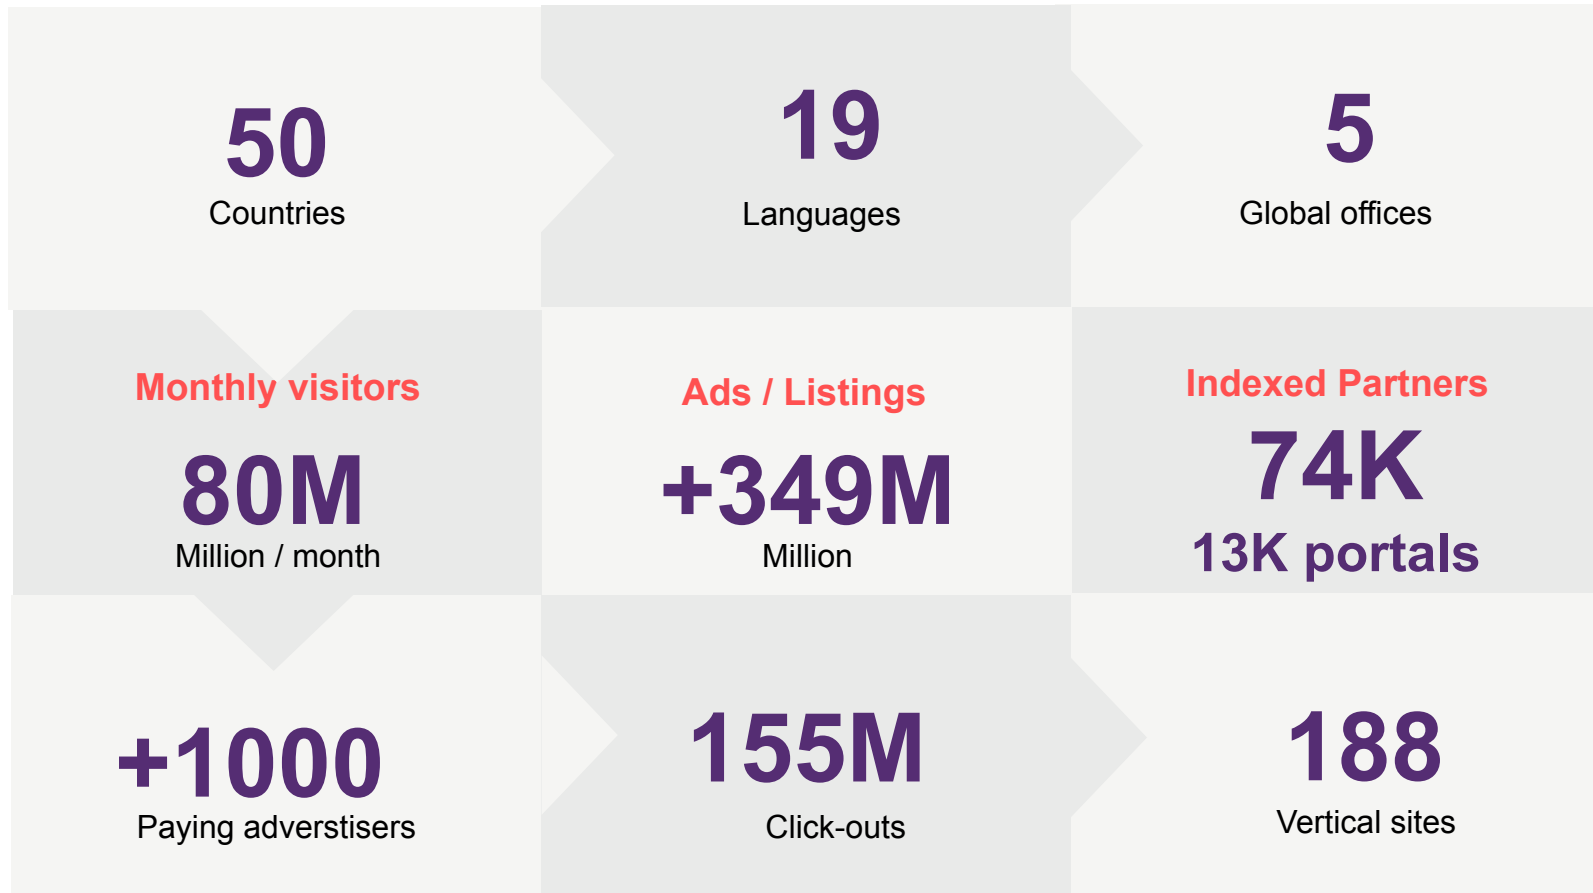 50
Countries
19
Languages
5
Global offices
Monthly visitors
80M
Million / month
Ads / Listings
+349M
Million
Indexed Partners
74K
13K portals
+1000
Paying adverstisers
155M
Click-outs
188
Vertical sites